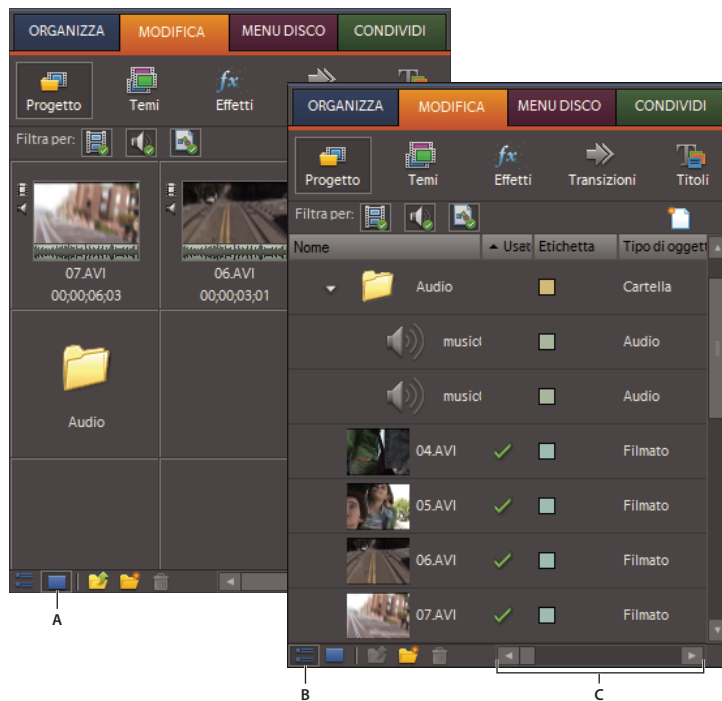 ORGANIZZA MODIFICA MENU DISCO CONDIVIDI
Progetto Temi Effetti
Filtra per:
07.AVI 06.AVI
00;00;06;03 00;00;03;01
Audio
A
ORGANIZZA MODIFICA MENU DISCO CONDIVIDI
Progetto Temi Effetti Transizioni Titoli
Filtra per:
Nome Etichetta Tipo di
Audio Cartella
Audio
Audio
04.AVI Filmato
05.AVI Filmato
06.AVI Filmato
07.AVI Filmato
B C